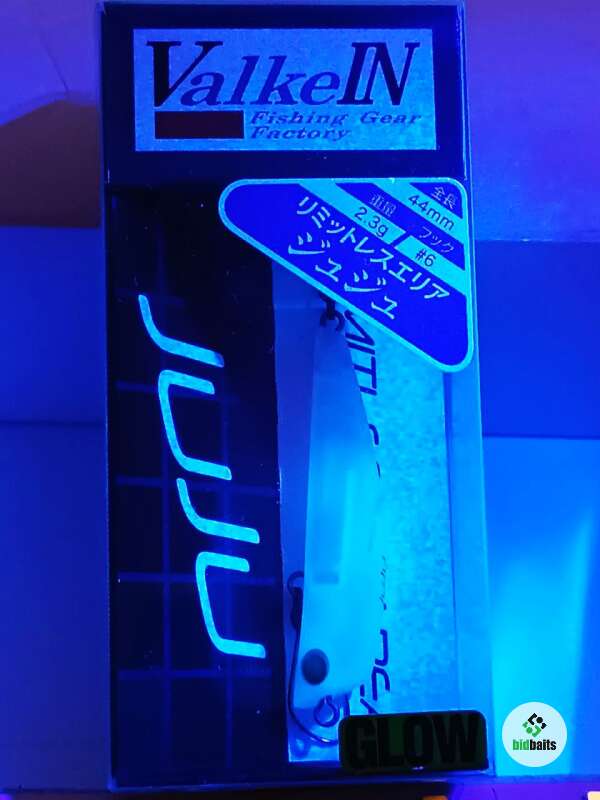 ValkeIN
Fishing Gear
Factory
全長
44mm
重量
2.3g
フック
#6
リミットレスエリア
ジュジュ
JUJU
GLOW
bidbaits